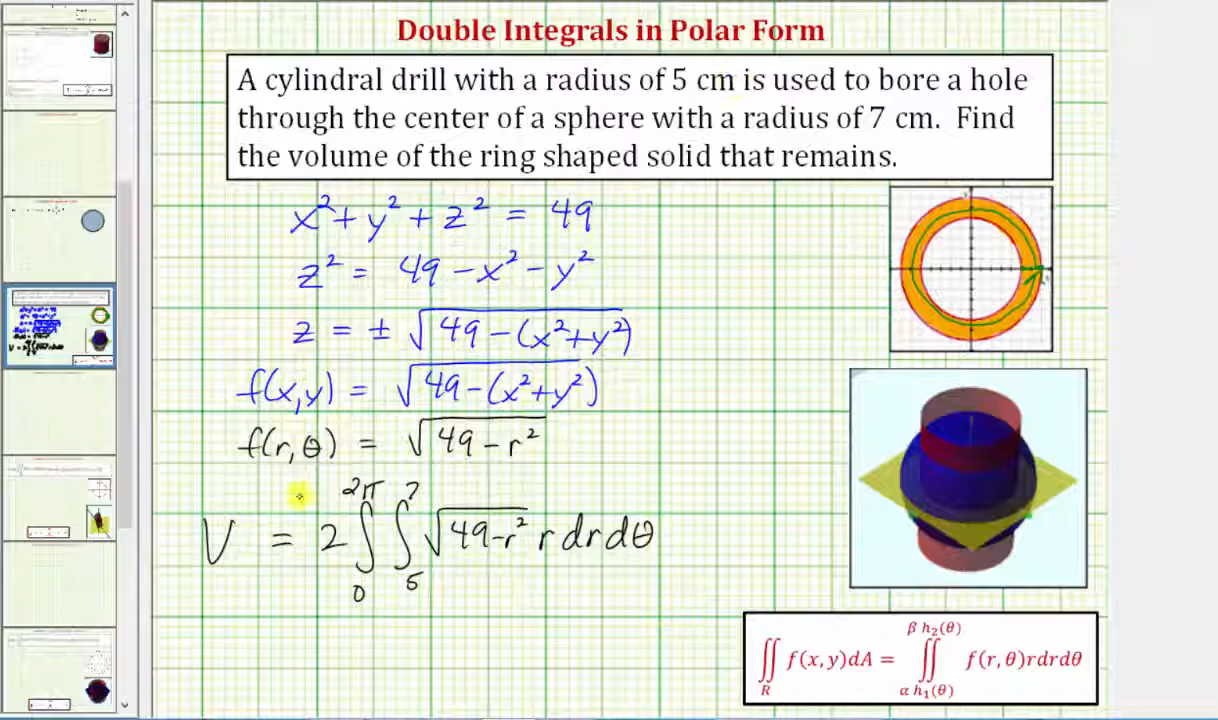 Double Integrals in Polar Form
A cylindral drill with a radius of 5 cm is used to bore a hole
through the center of a sphere with a radius of 7 cm. Find
the volume of the ring shaped solid that remains.
x² + y² + z² = 49
z² = 49 - x² - y²
z = ± √(49 - (x² + y²))
f(x, y) = √(49 - (x² + y²))
f(r, θ) = √(49 - r²)
V = 2 ∫₀^2π ∫₅^7 √(49 - r²) r dr dθ
∬_R f(x, y)dA = ∬_{α h₁(θ)}^{β h₂(θ)} f(r, θ)rdrdθ